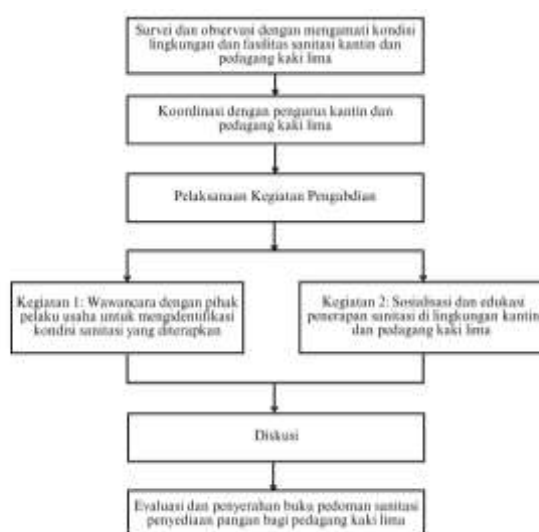 Survei dan observasi dengan mengamati kondisi
lingkungan dan fasilitas sanitasi kantin dan
pedagang kaki lima
Koordinasi dengan pengurus kantin dan
pedagang kaki lima
Pelaksanaan Kegiatan Pengabdian
Kegiatan 1: Wawancara dengan pihak
pelaku usaha untuk mengidentifikasi
kondisi sanitasi yang diterapkan
Kegiatan 2: Sosialisasi dan edukasi
penerapan sanitasi di lingkungan kantin
dan pedagang kaki lima
Diskusi
Evaluasi dan penyerahan buku pedoman sanitasi
penyediaan pangan bagi pedagang kaki lima